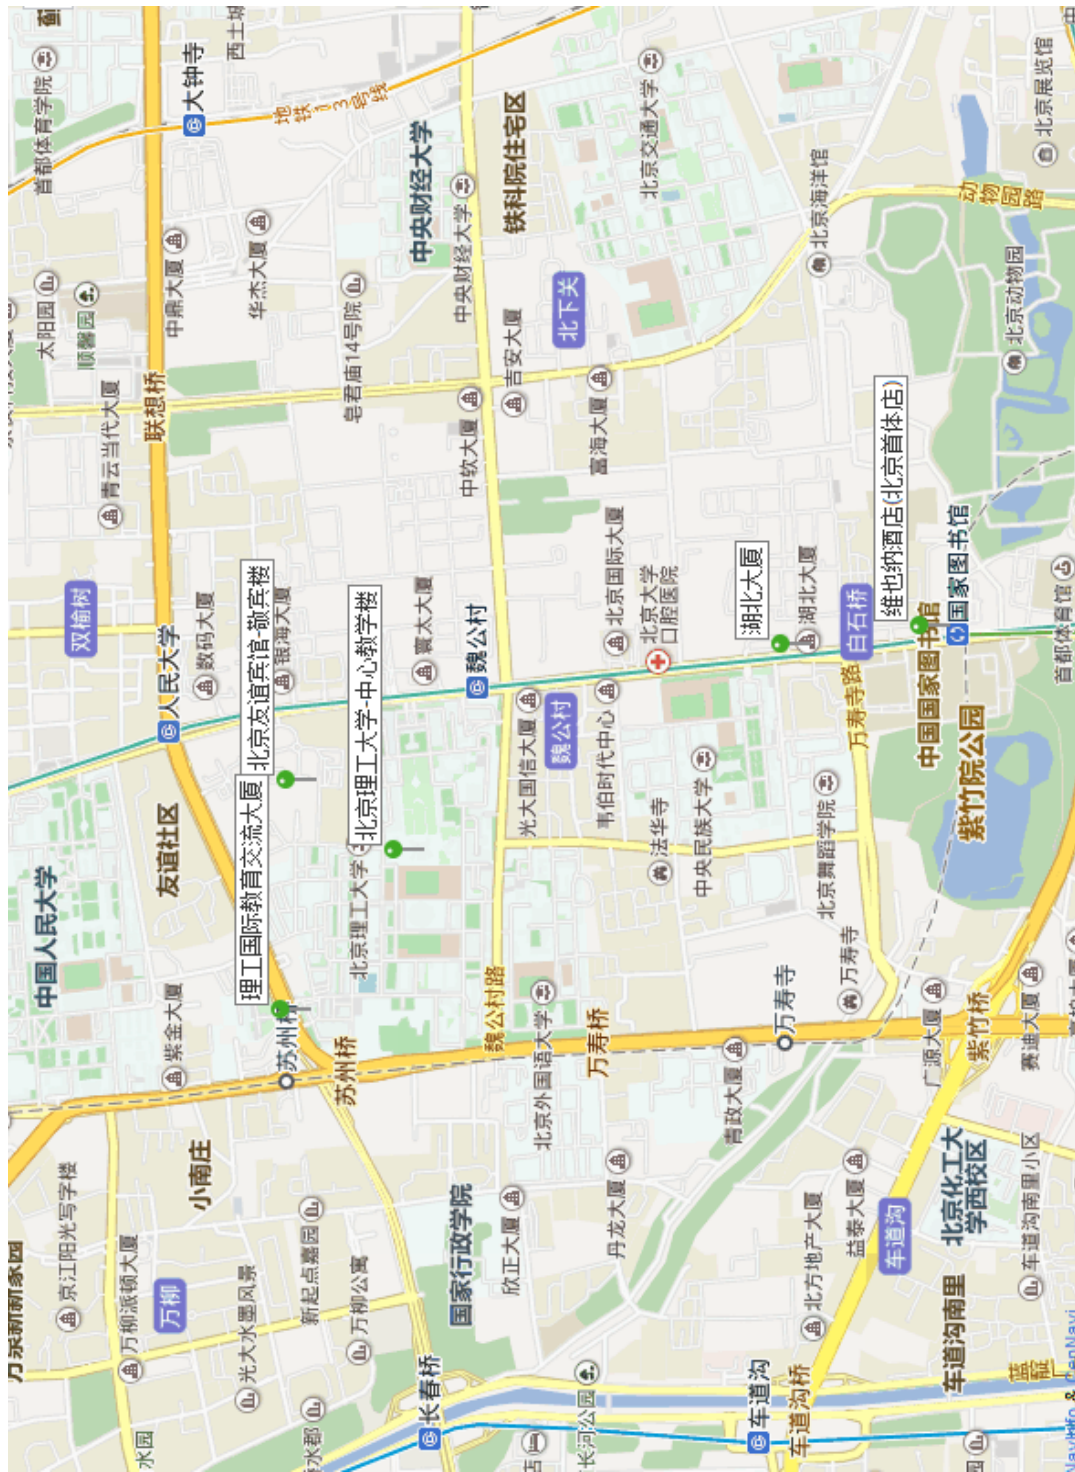 首都体育学院
大钟寺
西土城
地铁13号线
太阳园
顺馨园
中鼎大厦
华杰大厦
皂君庙14号院
中央财经大学
中央财经大学
铁科院住宅区
北京交通大学
北京海洋馆
动物园路
北京展览馆
北京动物园
联想桥
青云当代大厦
中软大厦
吉安大厦
北下关
富海大厦
双榆树
人民大学
数码大厦
银海大厦
北京友谊宾馆-敬宾楼
寰太大厦
北京理工大学-中心教学楼
魏公村
北京国际大厦
北京大学
口腔医院
湖北大厦
湖北大厦
白石桥
维也纳酒店(北京首体店)
国家图书馆
中国国家图书馆
首都体育馆
友谊社区
中国人民大学
理工国际教育交流大厦
北京理工大学
光大国信大厦
魏公村
韦伯时代中心
法华寺
中央民族大学
北京舞蹈学院
万寿寺路
紫竹院公园
紫金大厦
苏州桥
魏公村路
北京外国语大学
万寿桥
万寿寺
万寿寺
青政大厦
广源大厦
紫竹桥
赛迪大厦
小南庄
京江阳光写字楼
万柳派顿大厦
万柳
光大水墨风景
新起点嘉园
万柳公寓
国家行政学院
欣正大厦
丹龙大厦
北方地产大厦
益泰大厦
车道沟
北京化工大
学西校区
车道沟南里小区
车道沟南里
水园
长春桥
长河公园
车道沟
车道沟桥